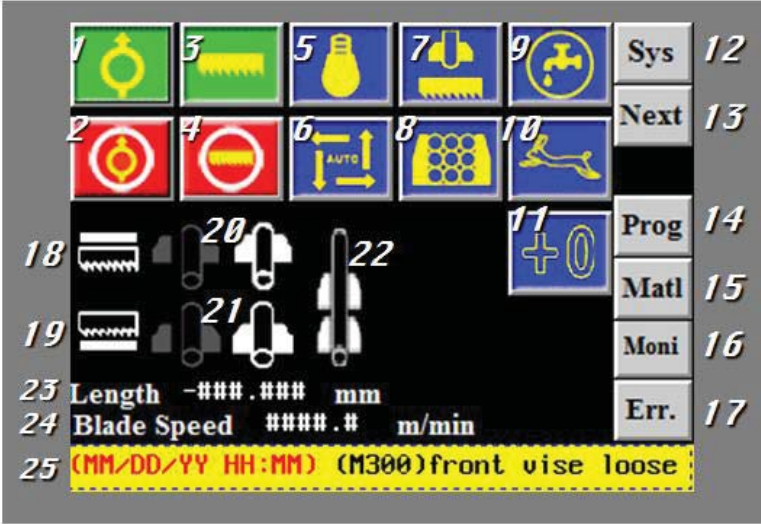 1 3 5 7 9 Sys 12
Next 13
2 4 6 AUTO 8 10
11 Prog 14
18 20 22
Matl 15
19 21 Moni 16
23 Length -###.### mm
Err. 17
24 Blade Speed ####.# m/min
25 (MM/DD/YY HH:MM) (M300)front vise loose